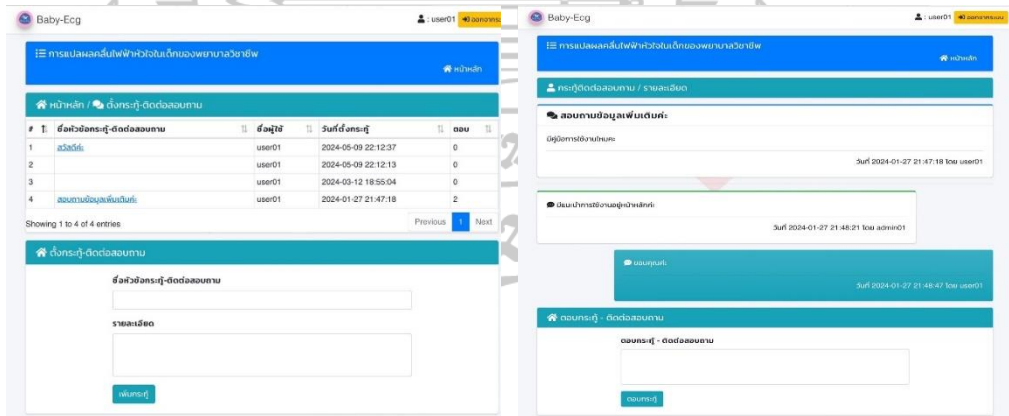 Baby-Ecg
: user01
ออกจากระ
การแปลผลคลื่นไฟฟ้าหัวใจในเด็กของพยาบาลวิชาชีพ
หน้าหลัก
หน้าหลัก / ตั้งกระทู้-ติดต่อสอบถาม
# ชื่อหัวข้อกระทู้-ติดต่อสอบถาม ชื่อผู้ใช้ วันที่ตั้งกระทู้ ตอบ
1 สวัสดีค่ะ user01 2024-05-09 22:12:37 0
2 user01 2024-05-09 22:12:13 0
3 user01 2024-03-12 18:55:04 0
4 สอบถามข้อมูลเพิ่มเติมค่ะ user01 2024-01-27 21:47:18 2
Showing 1 to 4 of 4 entries
Previous 1 Next
ตั้งกระทู้-ติดต่อสอบถาม
ชื่อหัวข้อกระทู้-ติดต่อสอบถาม
รายละเอียด
เพิ่มกระทู้
Baby-Ecg
: user01
ออกจากระบบ
การแปลผลคลื่นไฟฟ้าหัวใจในเด็กของพยาบาลวิชาชีพ
หน้าหลัก
กระทู้ติดต่อสอบถาม / รายละเอียด
สอบถามข้อมูลเพิ่มเติมค่ะ
มีคู่มือการใช้งานไหมคะ
วันที่ 2024-01-27 21:47:18 โดย user01
มีแนะนำการใช้งานอยู่หน้าหลักค่ะ
วันที่ 2024-01-27 21:48:21 โดย admin01
ขอบคุณค่ะ
วันที่ 2024-01-27 21:48:47 โดย user01
ตอบกระทู้ - ติดต่อสอบถาม
ตอบกระทู้ - ติดต่อสอบถาม
ตอบกระทู้